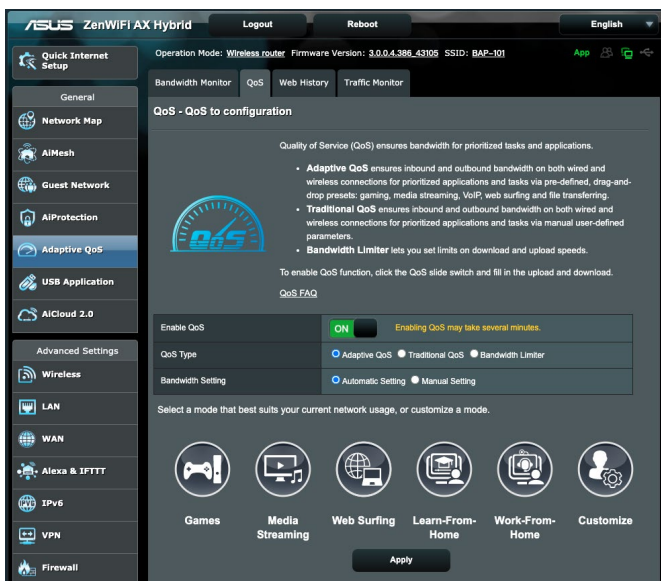 ASUS ZenWiFi AX Hybrid Logout Reboot English
Quick Internet
Setup
General
Network Map
AiMesh
Guest Network
AiProtection
Adaptive QoS
USB Application
AiCloud 2.0
Advanced Settings
Wireless
LAN
WAN
Alexa & IFTTT
IPv6
VPN
Firewall
Operation Mode: Wireless router Firmware Version: 3.0.0.4.386_43105 SSID: BAP-101 App
Bandwidth Monitor QoS Web History Traffic Monitor
QoS - QoS to configuration
Quality of Service (QoS) ensures bandwidth for prioritized tasks and applications.
• Adaptive QoS ensures inbound and outbound bandwidth on both wired and
wireless connections for prioritized applications and tasks via pre-defined, drag-and-
drop presets: gaming, media streaming, VoIP, web surfing and file transferring.
• Traditional QoS ensures inbound and outbound bandwidth on both wired and
wireless connections for prioritized applications and tasks via manual user-defined
parameters.
• Bandwidth Limiter lets you set limits on download and upload speeds.
QoS
To enable QoS function, click the QoS slide switch and fill in the upload and download.
QoS FAQ
Enable QoS ON Enabling QoS may take several minutes.
QoS Type Adaptive QoS Traditional QoS Bandwidth Limiter
Bandwidth Setting Automatic Setting Manual Setting
Select a mode that best suits your current network usage, or customize a mode.
Games
Media
Streaming
Web Surfing
Learn-From-
Home
Work-From-
Home
Customize
Apply